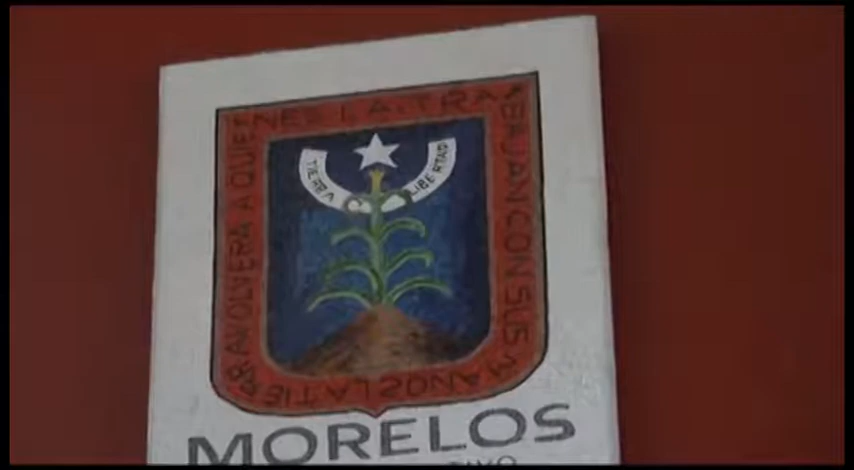 LA TIERRA VOLVERA A QUIENES LA TRABAJAN CON SUS MANOS
TIERRA Y LIBERTAD
MORELOS